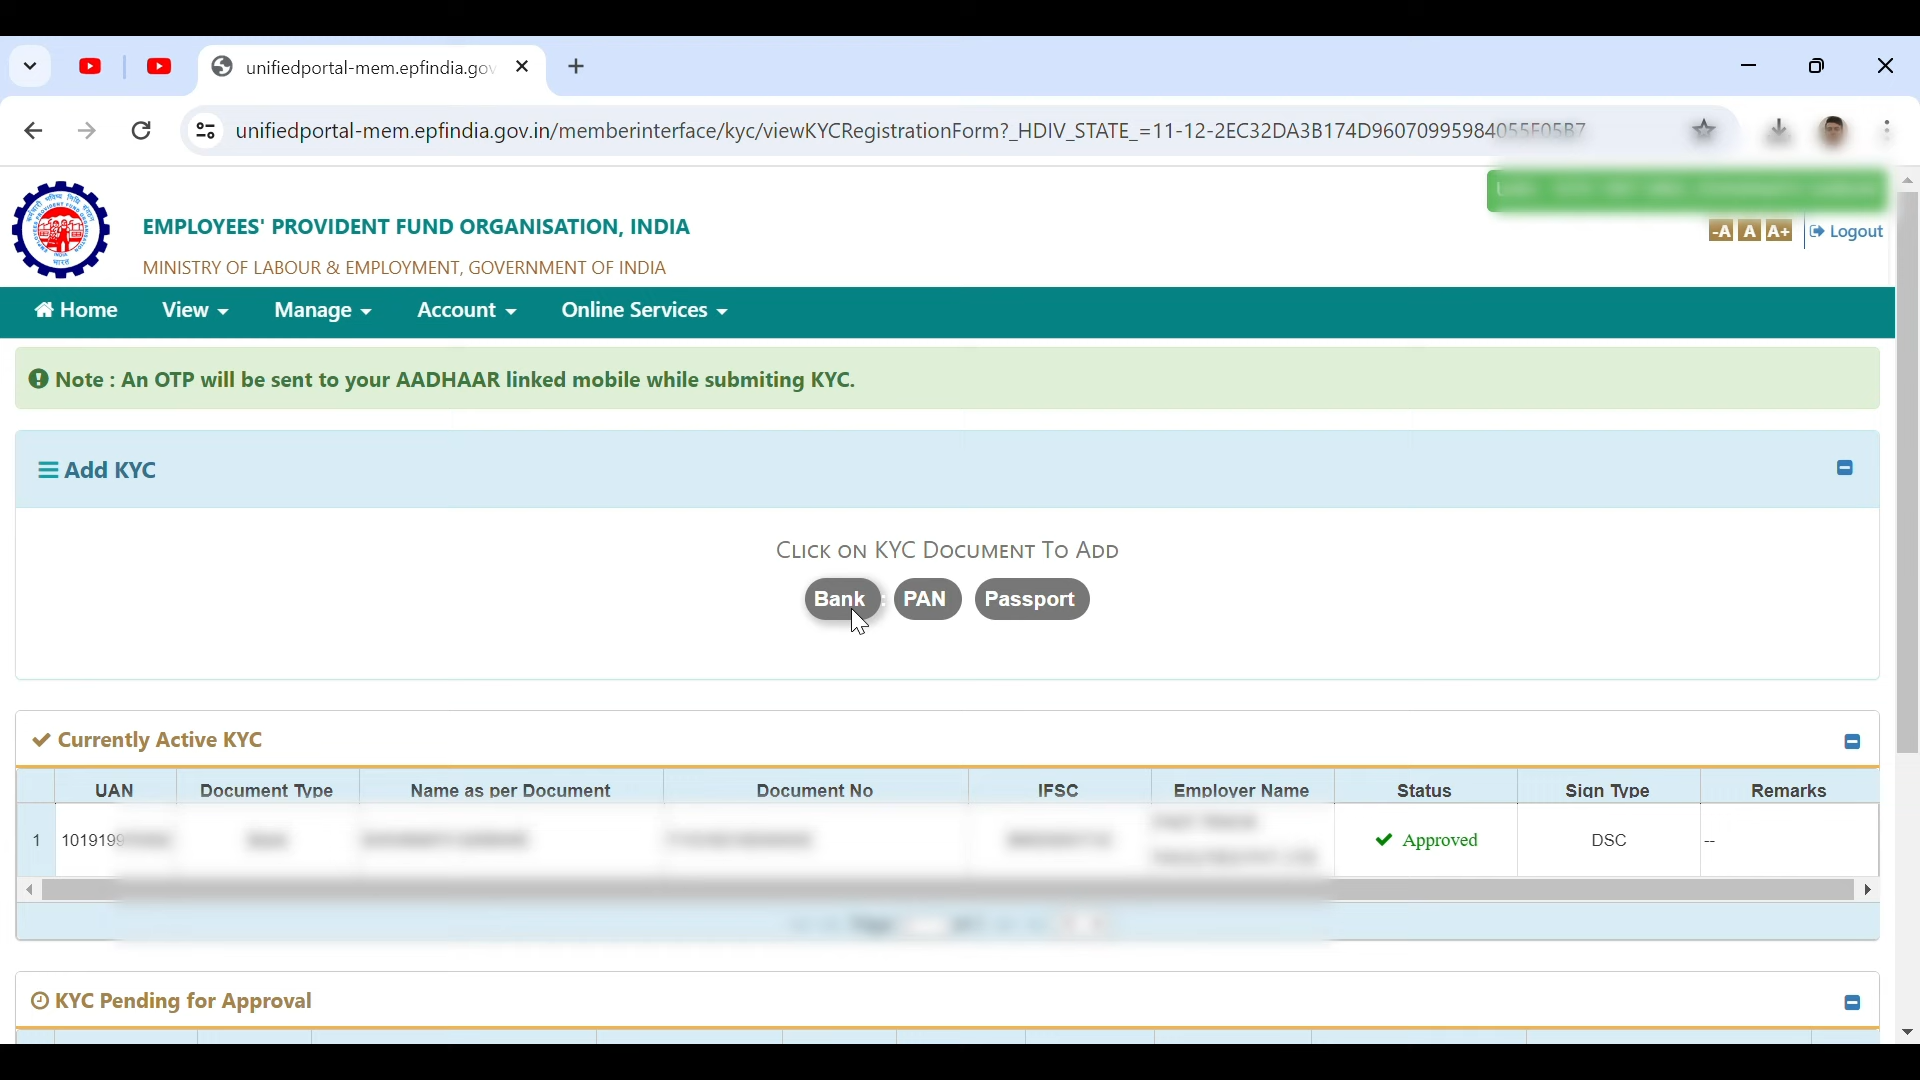 unifiedportal-mem.epfindia.gov
unifiedportal-mem.epfindia.gov.in/memberinterface/kyc/viewKYCRegistrationForm?_HDIV_STATE_=11-12-2EC32DA3B174D96070995984055F05B7
EMPLOYEES' PROVIDENT FUND ORGANISATION, INDIA
MINISTRY OF LABOUR & EMPLOYMENT, GOVERNMENT OF INDIA
-A A A+ Logout
Home View Manage Account Online Services
Note : An OTP will be sent to your AADHAAR linked mobile while submiting KYC.
Add KYC
CLICK ON KYC DOCUMENT TO ADD
Bank PAN Passport
Currently Active KYC
UAN Document Type Name as per Document Document No IFSC Employer Name Status Sign Type Remarks
1 Approved DSC --
KYC Pending for Approval